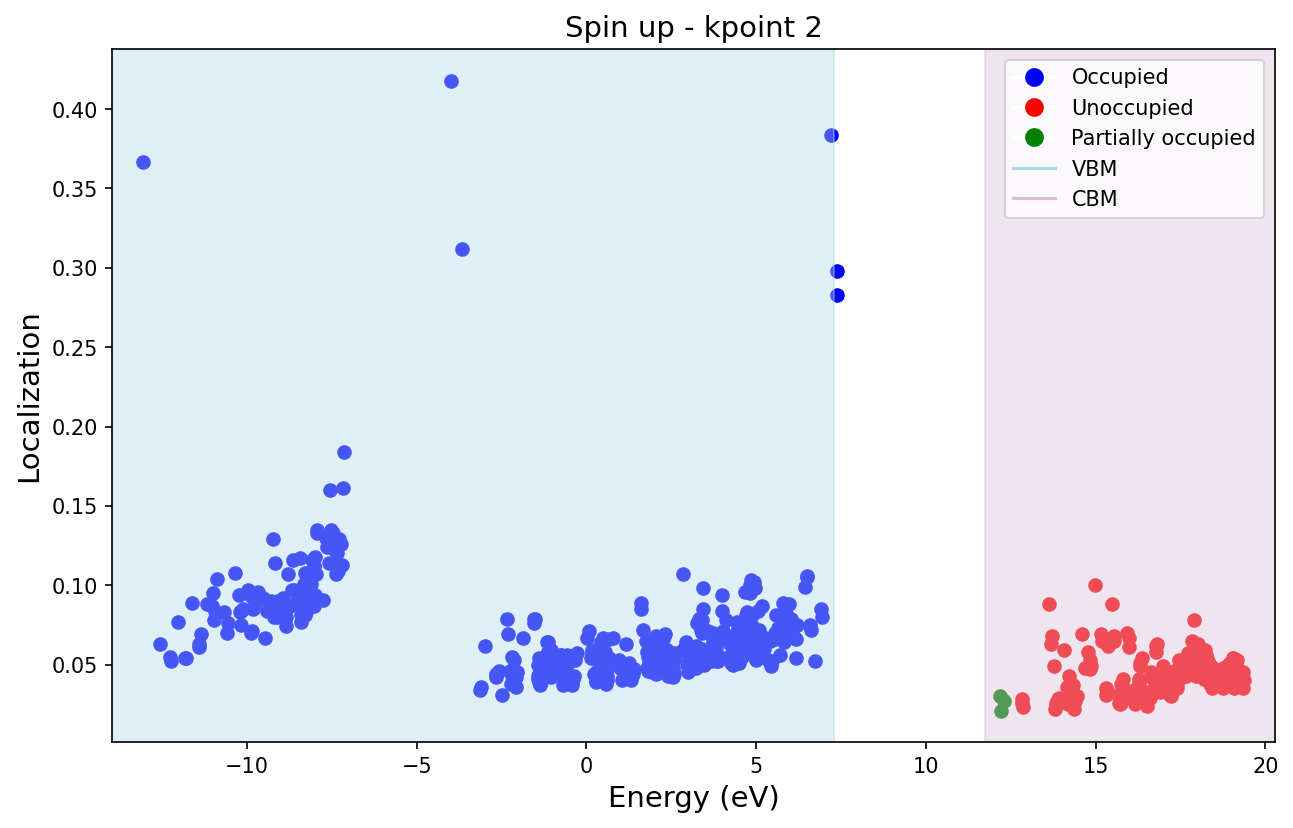 Spin up - kpoint 2
Localization
0.40
0.35
0.30
0.25
0.20
0.15
0.10
0.05
Occupied
Unoccupied
Partially occupied
VBM
CBM
−10
−5
0
5
10
15
20
Energy (eV)